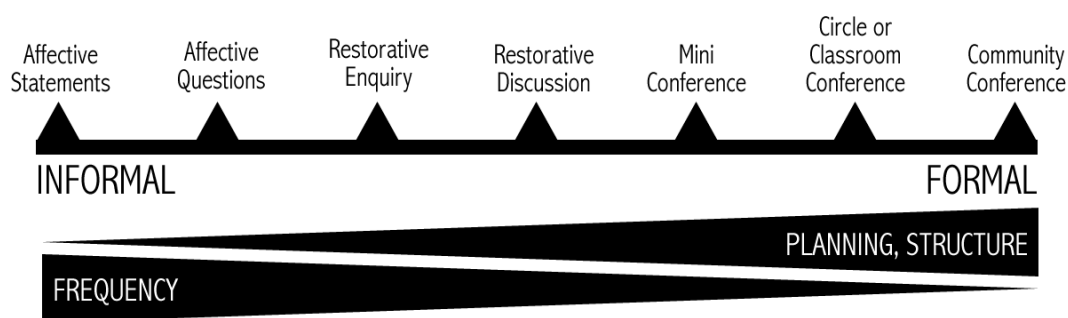 Affective
Statements
Affective
Questions
Restorative
Enquiry
Restorative
Discussion
Mini
Conference
Circle or
Classroom
Conference
Community
Conference
INFORMAL
FORMAL
PLANNING, STRUCTURE
FREQUENCY